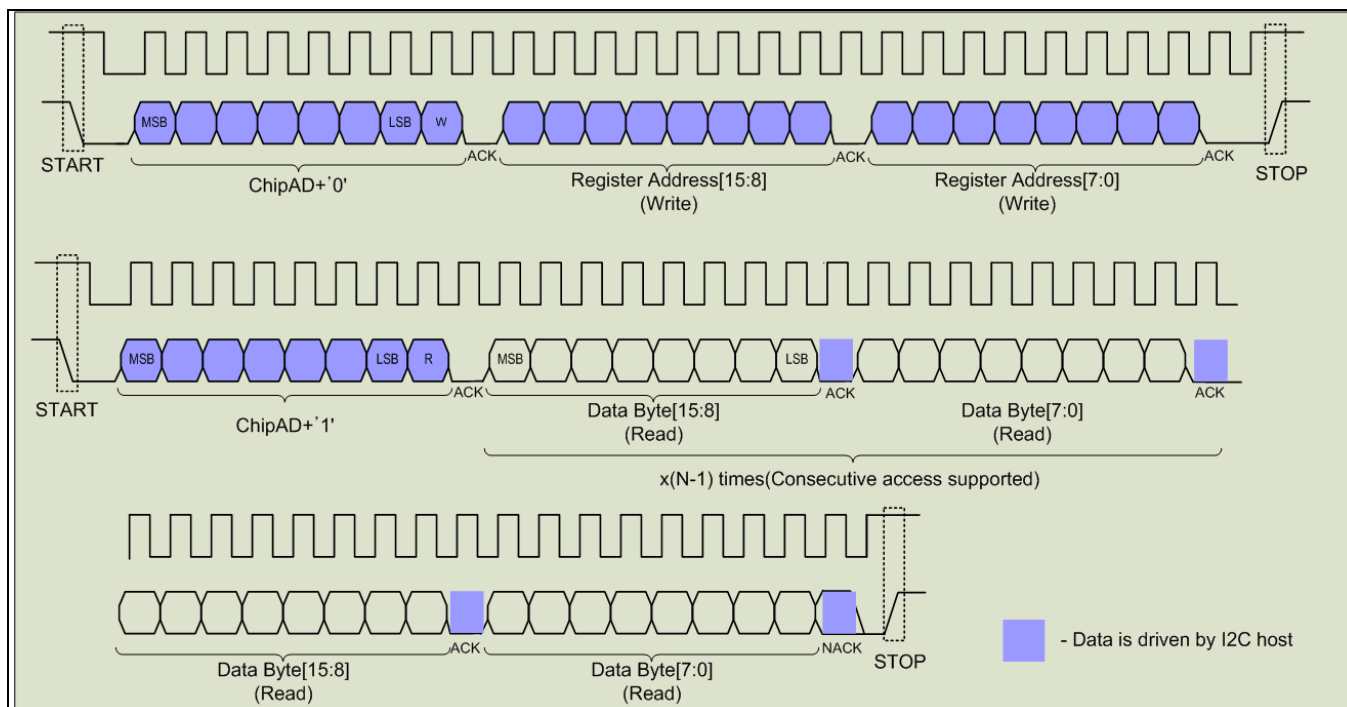 MSB LSB W
START ACK ACK ACK STOP
ChipAD+'0' Register Address[15:8] Register Address[7:0]
(Write) (Write)
MSB LSB R MSB LSB
START ACK ACK ACK
ChipAD+'1' Data Byte[15:8] Data Byte[7:0]
(Read) (Read)
x(N-1) times(Consecutive access supported)
ACK NACK STOP
Data Byte[15:8] Data Byte[7:0]
(Read) (Read)
- Data is driven by I2C host